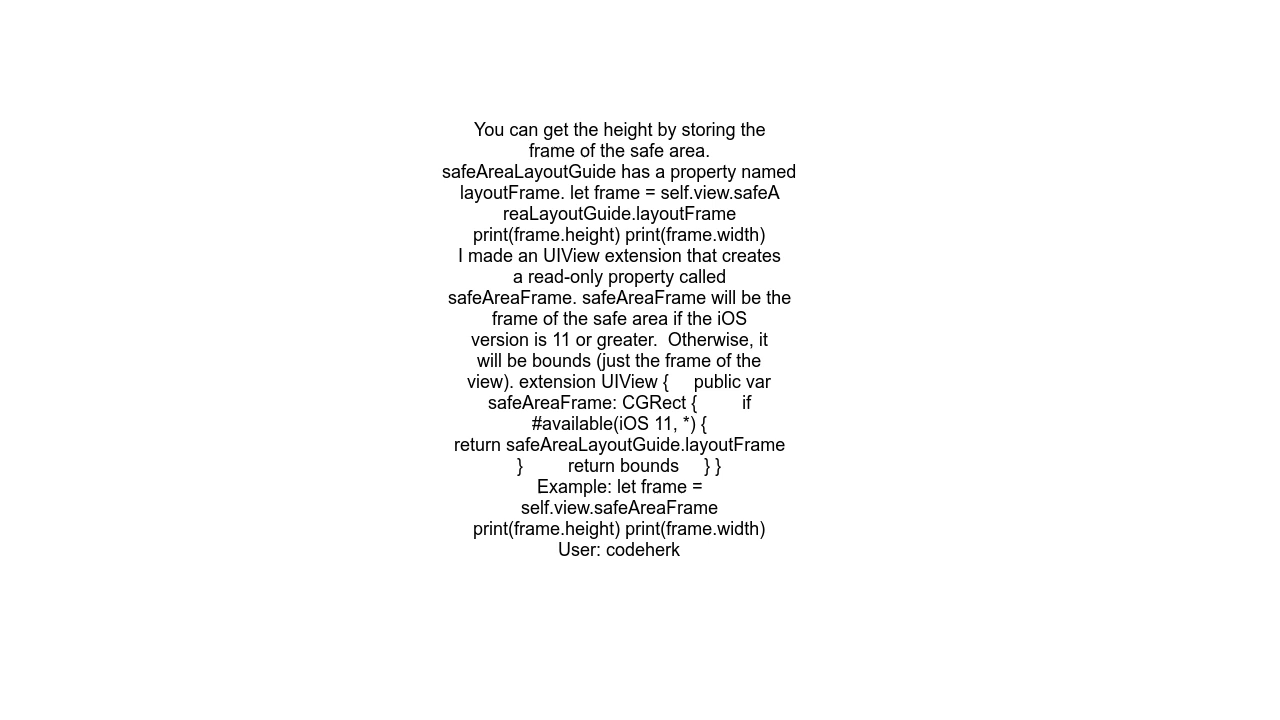 You can get the height by storing the
frame of the safe area.
safeAreaLayoutGuide has a property named
layoutFrame. let frame = self.view.safeA
reaLayoutGuide.layoutFrame
print(frame.height) print(frame.width)
I made an UIView extension that creates
a read-only property called
safeAreaFrame. safeAreaFrame will be the
frame of the safe area if the iOS
version is 11 or greater.  Otherwise, it
will be bounds (just the frame of the
view). extension UIView {     public var
safeAreaFrame: CGRect {         if
#available(iOS 11, *) {
return safeAreaLayoutGuide.layoutFrame
}         return bounds     } }
Example: let frame =
self.view.safeAreaFrame
print(frame.height) print(frame.width)
User: codeherk